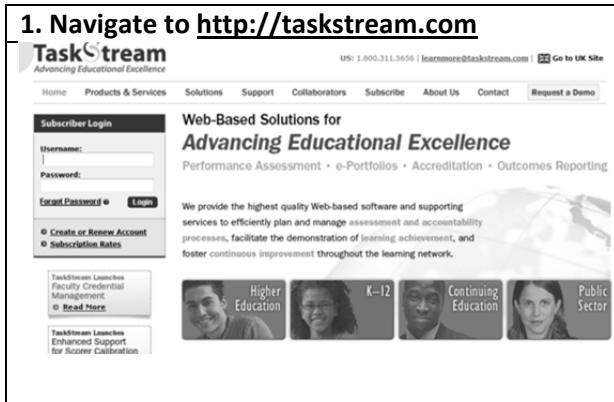 1. Navigate to http://taskstream.com
TaskStream
Advancing Educational Excellence
US: 1.800.311.5656 | learnmore@taskstream.com | Go to UK Site
Home Products & Services Solutions Support Collaborators Subscribe About Us Contact Request a Demo
Subscriber Login
Username:
Password:
Forgot Password Login
Create or Renew Account
Subscription Rates
TaskStream Launches
Faculty Credential
Management
Read More
TaskStream Launches
Enhanced Support
for Scorer Calibration
Web-Based Solutions for
Advancing Educational Excellence
Performance Assessment • e-Portfolios • Accreditation • Outcomes Reporting
We provide the highest quality Web-based software and supporting
services to efficiently plan and manage assessment and accountability
processes, facilitate the demonstration of learning achievement, and
foster continuous improvement throughout the learning network.
Higher
Education
K–12
Continuing
Education
Public
Sector